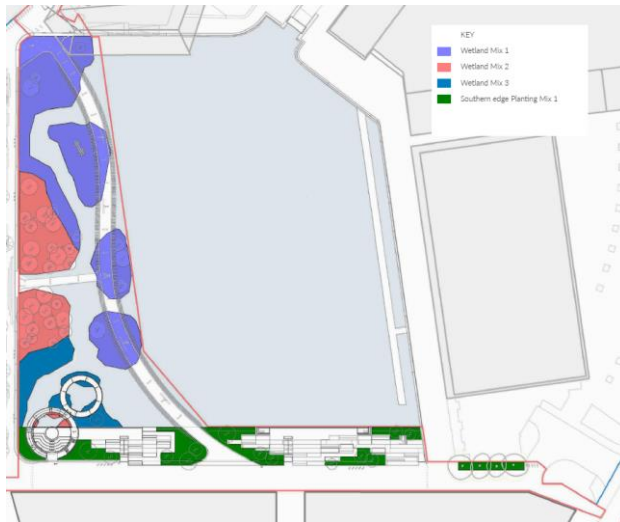 KEY
Wetland Mix 1
Wetland Mix 2
Wetland Mix 3
Southern edge Planting Mix 1